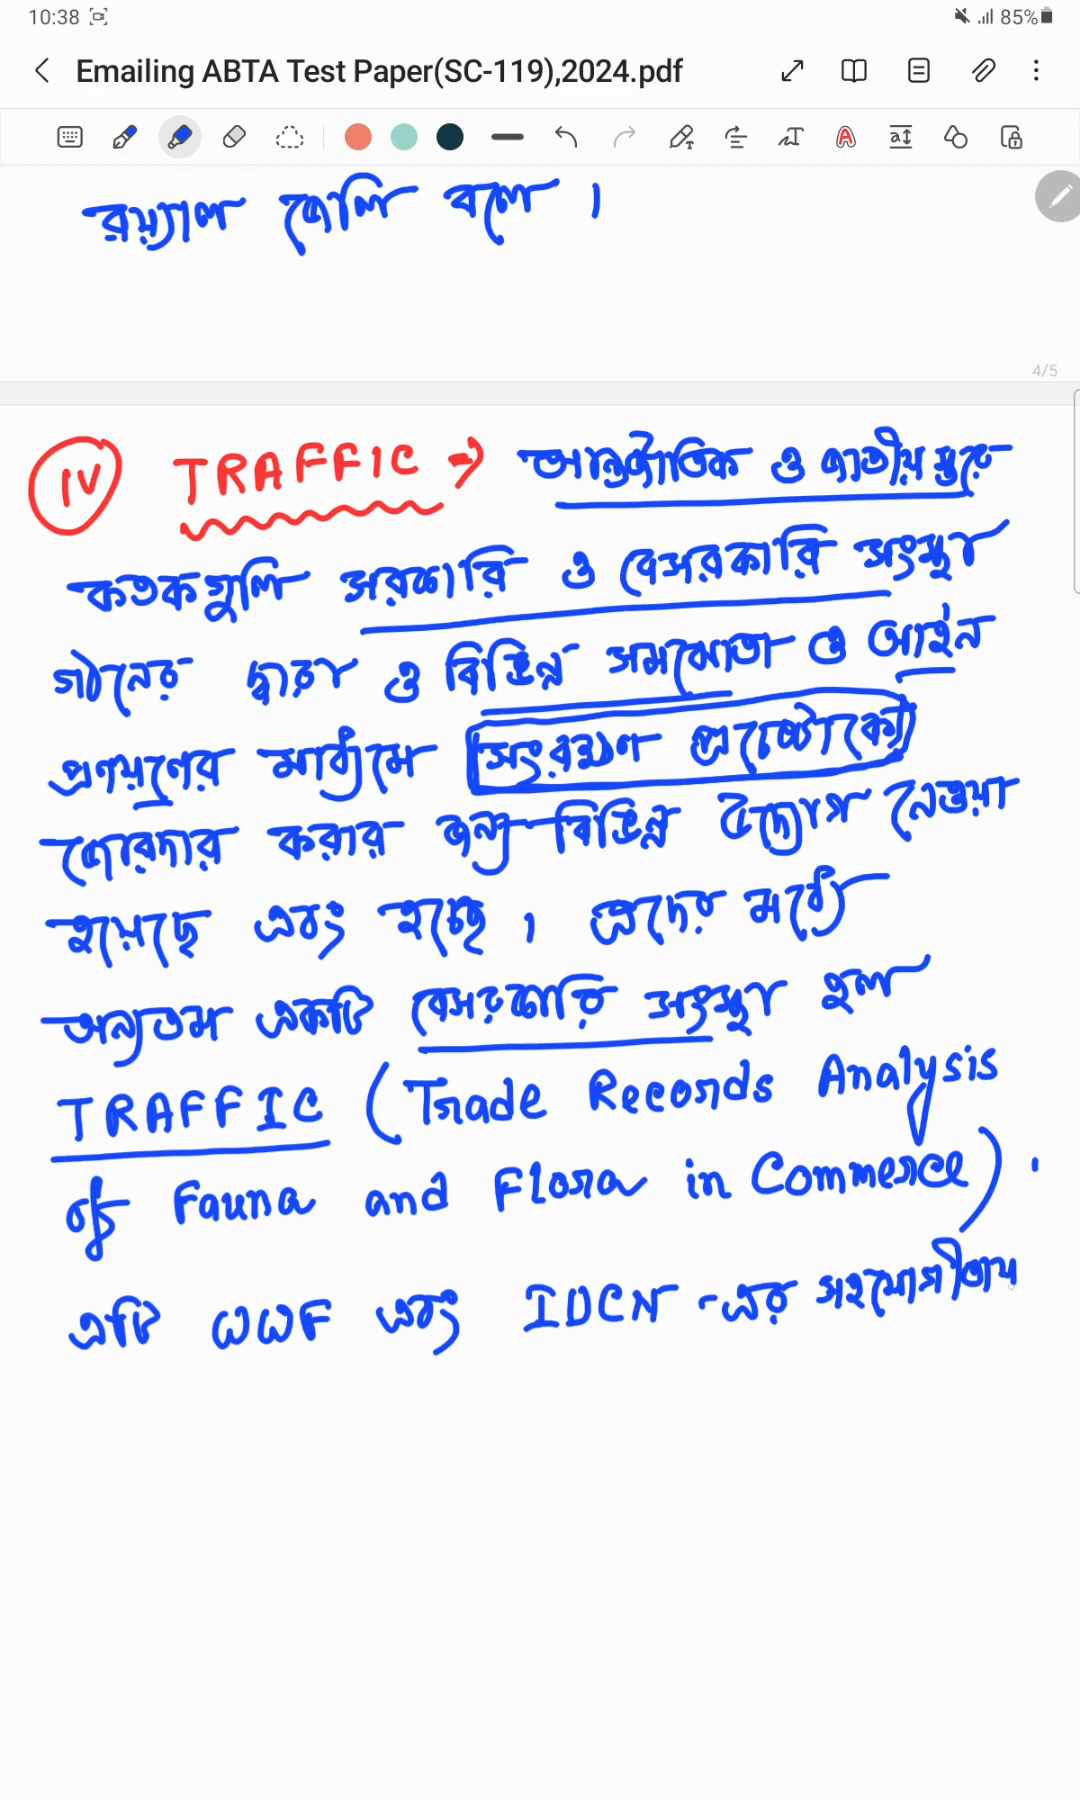 10:38 85%
Emailing ABTA Test Paper(SC-119),2024.pdf
রয়্যাল জেলি বলে ।
4/5
IV TRAFFIC → আন্তর্জাতিক ও জাতীয় স্তরে
কতকগুলি সরকারি ও বেসরকারি সংস্থা
গঠনের দ্বারা ও বিভিন্ন সমঝোতা ও আইন
প্রণয়ণের মাধ্যমে সংরক্ষণ প্রচেষ্টাকে
জোরদার করার জন্য বিভিন্ন উদ্যোগ নেওয়া
হয়েছে এবং হচ্ছে । এদের মধ্যে
অন্যতম একটি বেসরকারি সংস্থা হল
TRAFFIC (Trade Records Analysis
of Fauna and Flora in Commerce) .
এটি WWF এবং IUCN -এর সহযোগীতায়